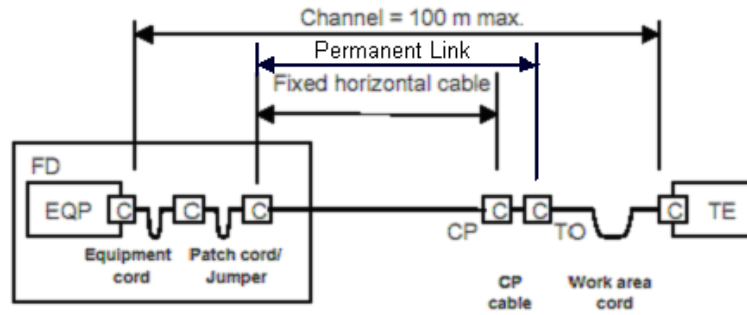 Channel = 100 m max.
Permanent Link
Fixed horizontal cable
FD
EQP C C C CP C C TO C TE
Equipment cord
Patch cord/ Jumper
CP cable
Work area cord